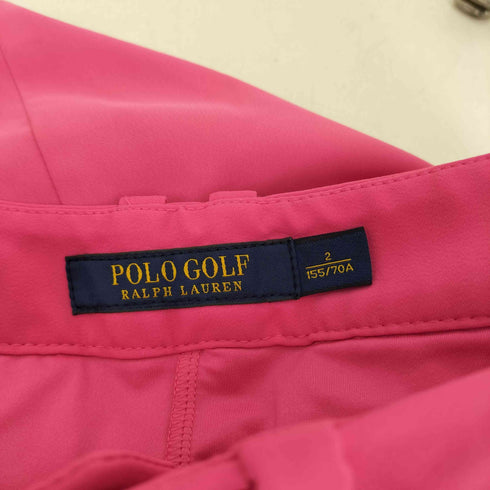 POLO GOLF
RALPH LAUREN
2
155/70A